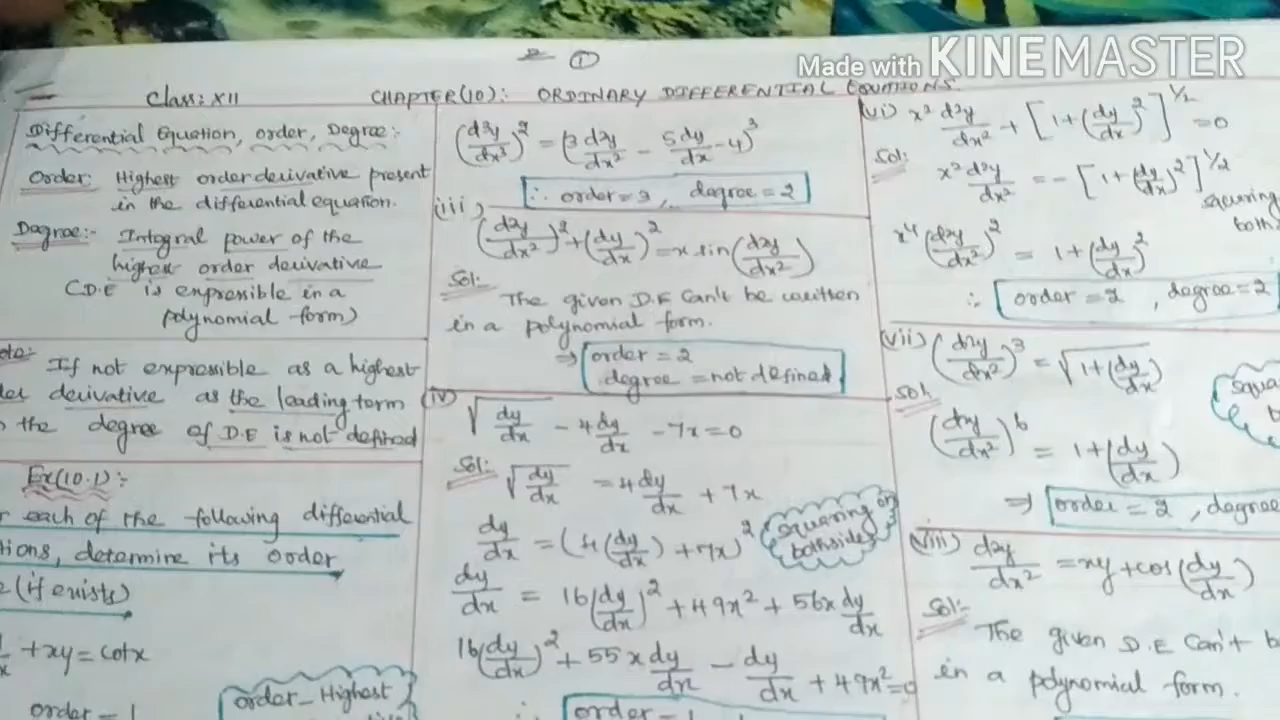 Made with KINEMASTER
①
Class: XII CHAPTER(10): ORDINARY DIFFERENTIAL EQUATIONS.
Differential Equation, order, Degree:-
Order: Highest order derivative present
in the differential equation.
Degree:- Integral power of the
highest order derivative
C.D.E is expressible in a
polynomial form)
If not expressible as a highest
derivative as the leading term
the degree of D.E is not defined
Ex(10.1):-
each of the following differential
tions, determine its order
(if exists)
+xy=cotx
order=1
order-Highest
(d³y/dx³)² = (3 d²y/dx² - 5dy/dx - 4)³
∴ order=3, degree=2
iii)
(d²y/dx²)² + (dy/dx)² = x sin(d²y/dx²)
Sol:
The given D.E Can't be written
in a polynomial form.
⇒ order=2
degree=not defined
iv) √dy/dx - 4dy/dx - 7x=0
Sol: √dy/dx = 4dy/dx + 7x
dy/dx = (4(dy/dx) + 7x)²
squaring on
bothsides
dy/dx = 16(dy/dx)² + 49x² + 56x dy/dx
16(dy/dx)² + 55x dy/dx - dy/dx + 49x²=0
∴ order=1
(vi) x² d²y/dx² + [1+(dy/dx)²]^1/2 =0
Sol:
x² d²y/dx² = -[1+(dy/dx)²]^1/2
squaring
both
x⁴(d²y/dx²)² = 1+(dy/dx)²
∴ order=2, degree=2
(vii) (d²y/dx²)³ = √1+(dy/dx)
Sol
(d²y/dx²)⁶ = 1+(dy/dx)
⇒ order=2, degree
(viii) d²y/dx² = xy+cos(dy/dx)
Sol:-
The given D.E Can't
in a polynomial form.